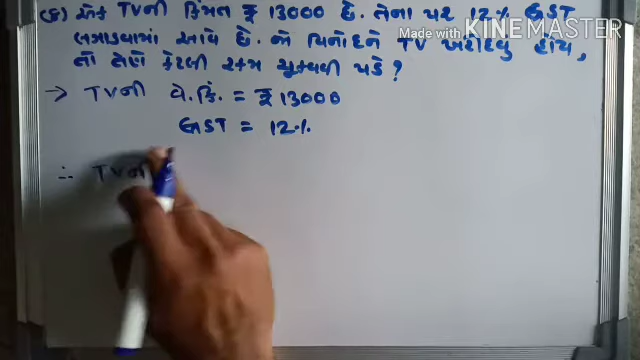 (ક) એક TVની કિંમત ₹ 13000 છે. તેના પર 12% GST
લગાડવામાં આવે છે. જો વિનોદને TV ખરીદવું હોય,
તો તેણે કેટલી રકમ ચૂકવવી પડે?
→ TVની વે.કિં. = ₹ 13000
GST = 12%
∴ TVની
Made with KINEMASTER